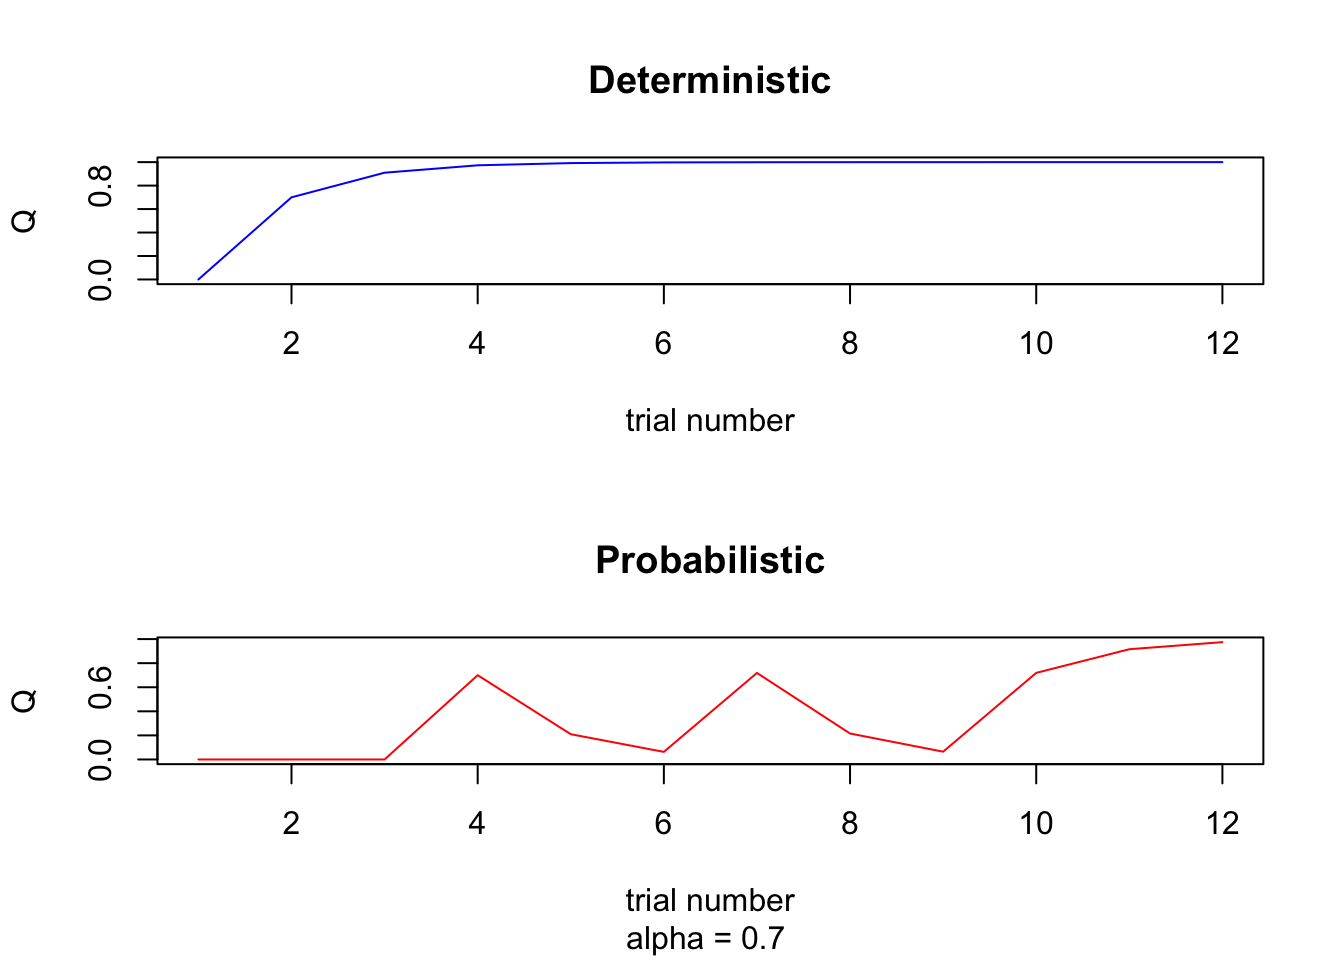 Deterministic
Q
0.8
0.0
2 4 6 8 10 12
trial number
Probabilistic
Q
0.6
0.0
2 4 6 8 10 12
trial number
alpha = 0.7